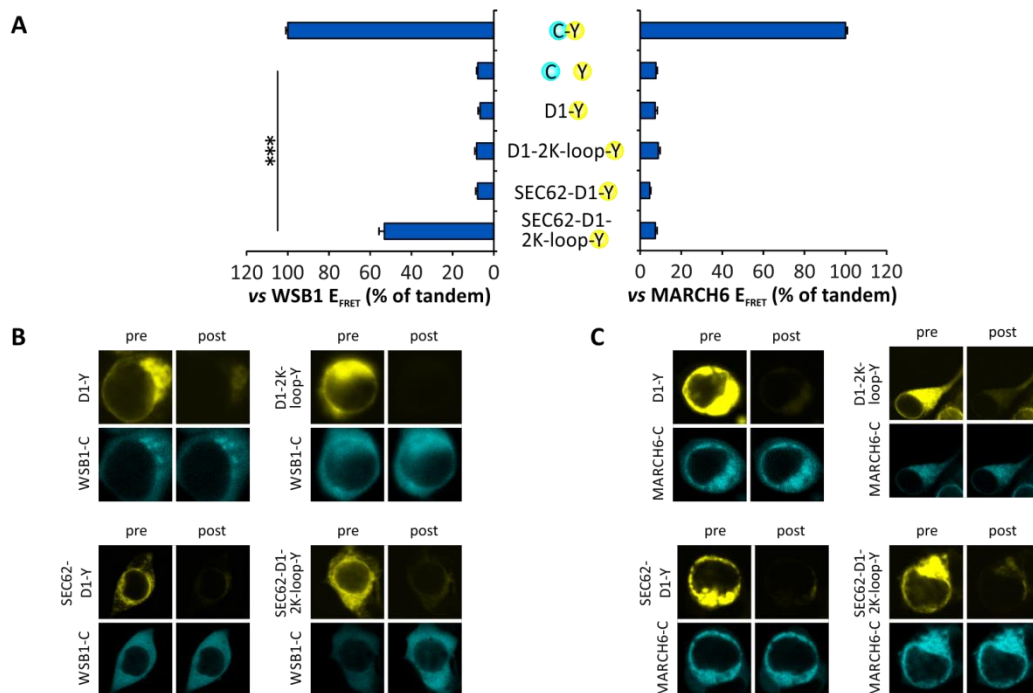 A
C-Y
C Y
D1-Y
D1-2K-loop-Y
SEC62-D1-Y
SEC62-D1-
2K-loop-Y
***
120 100 80 60 40 20 0
vs WSB1 EFRET (% of tandem)
0 20 40 60 80 100 120
vs MARCH6 EFRET (% of tandem)
B
pre post
D1-Y
WSB1-C
pre post
D1-2K-
loop-Y
WSB1-C
pre post
SEC62-
D1-Y
WSB1-C
pre post
SEC62-D1-
2K-loop-Y
WSB1-C
C
pre post
D1-Y
MARCH6-C
pre post
D1-2K-
loop-Y
MARCH6-C
pre post
SEC62-
D1-Y
MARCH6-C
pre post
SEC62-D1-
2K-loop-Y
MARCH6-C